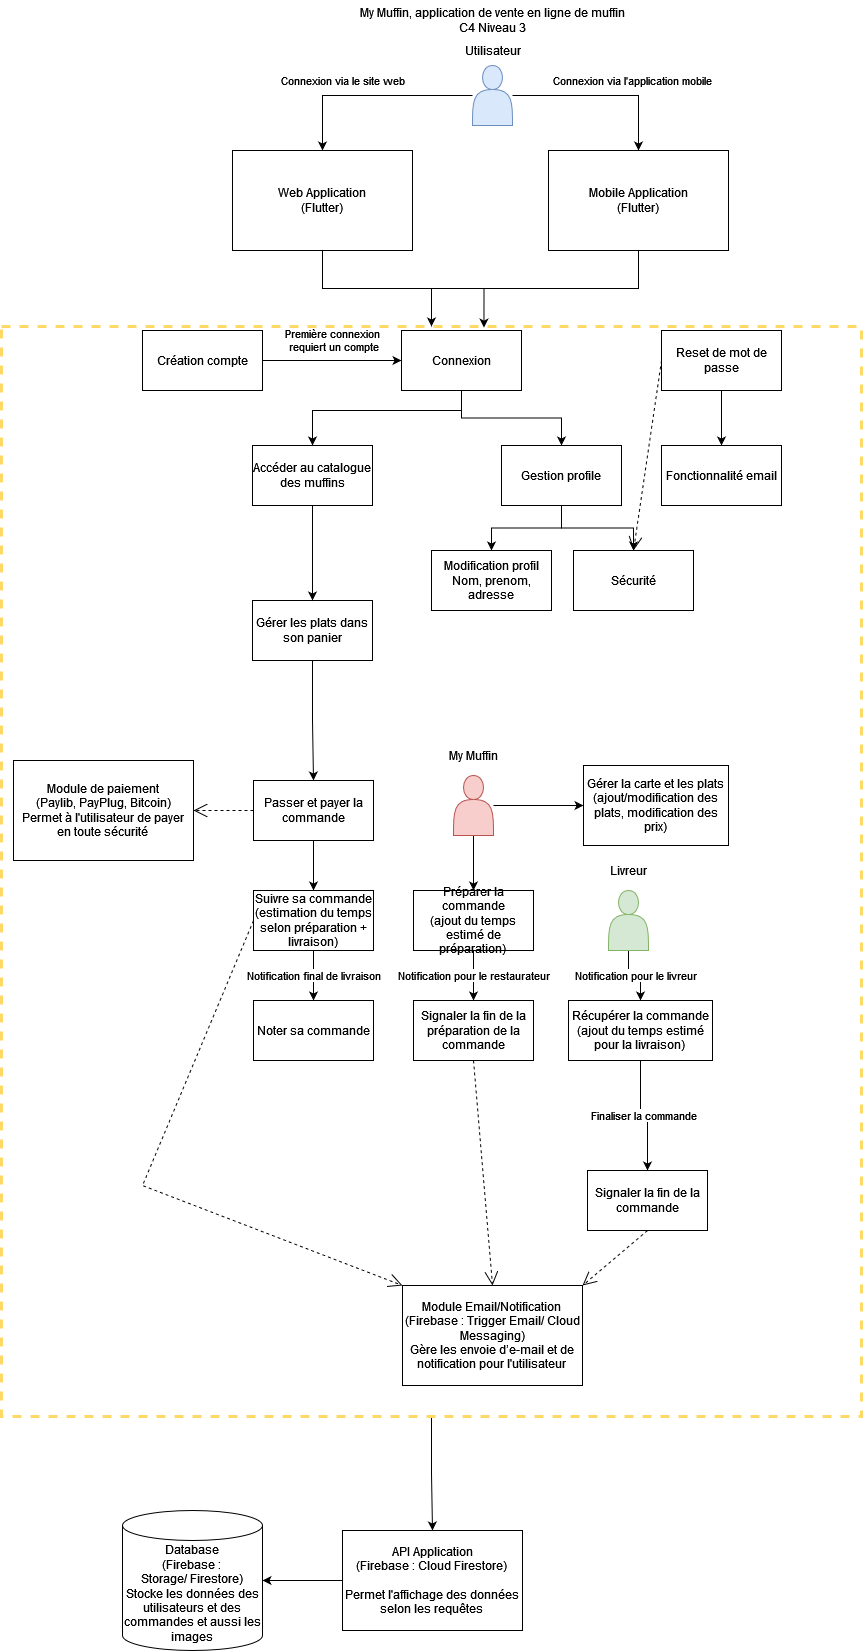 My Muffin, application de vente en ligne de muffin
C4 Niveau 3
Utilisateur
Connexion via le site web
Connexion via l'application mobile
Web Application
(Flutter)
Mobile Application
(Flutter)
Création compte
Première connexion
requiert un compte
Connexion
Reset de mot de
passe
Accéder au catalogue
des muffins
Gestion profile
Fonctionnalité email
Modification profil
Nom, prenom,
adresse
Sécurité
Gérer les plats dans
son panier
Module de paiement
(Paylib, PayPlug, Bitcoin)
Permet à l'utilisateur de payer
en toute sécurité
Passer et payer la
commande
My Muffin
Gérer la carte et les plats
(ajout/modification des
plats, modification des
prix)
Livreur
Suivre sa commande
(estimation du temps
selon préparation +
livraison)
Préparer la
commande
(ajout du temps
estimé de
préparation)
Notification final de livraison
Notification pour le restaurateur
Notification pour le livreur
Noter sa commande
Signaler la fin de la
préparation de la
commande
Récupérer la commande
(ajout du temps estimé
pour la livraison)
Finaliser la commande
Signaler la fin de la
commande
Module Email/Notification
(Firebase : Trigger Email/ Cloud
Messaging)
Gère les envoie d'e-mail et de
notification pour l'utilisateur
Database
(Firebase :
Storage/ Firestore)
Stocke les données des
utilisateurs et des
commandes et aussi les
images
API Application
(Firebase : Cloud Firestore)
Permet l'affichage des données
selon les requêtes